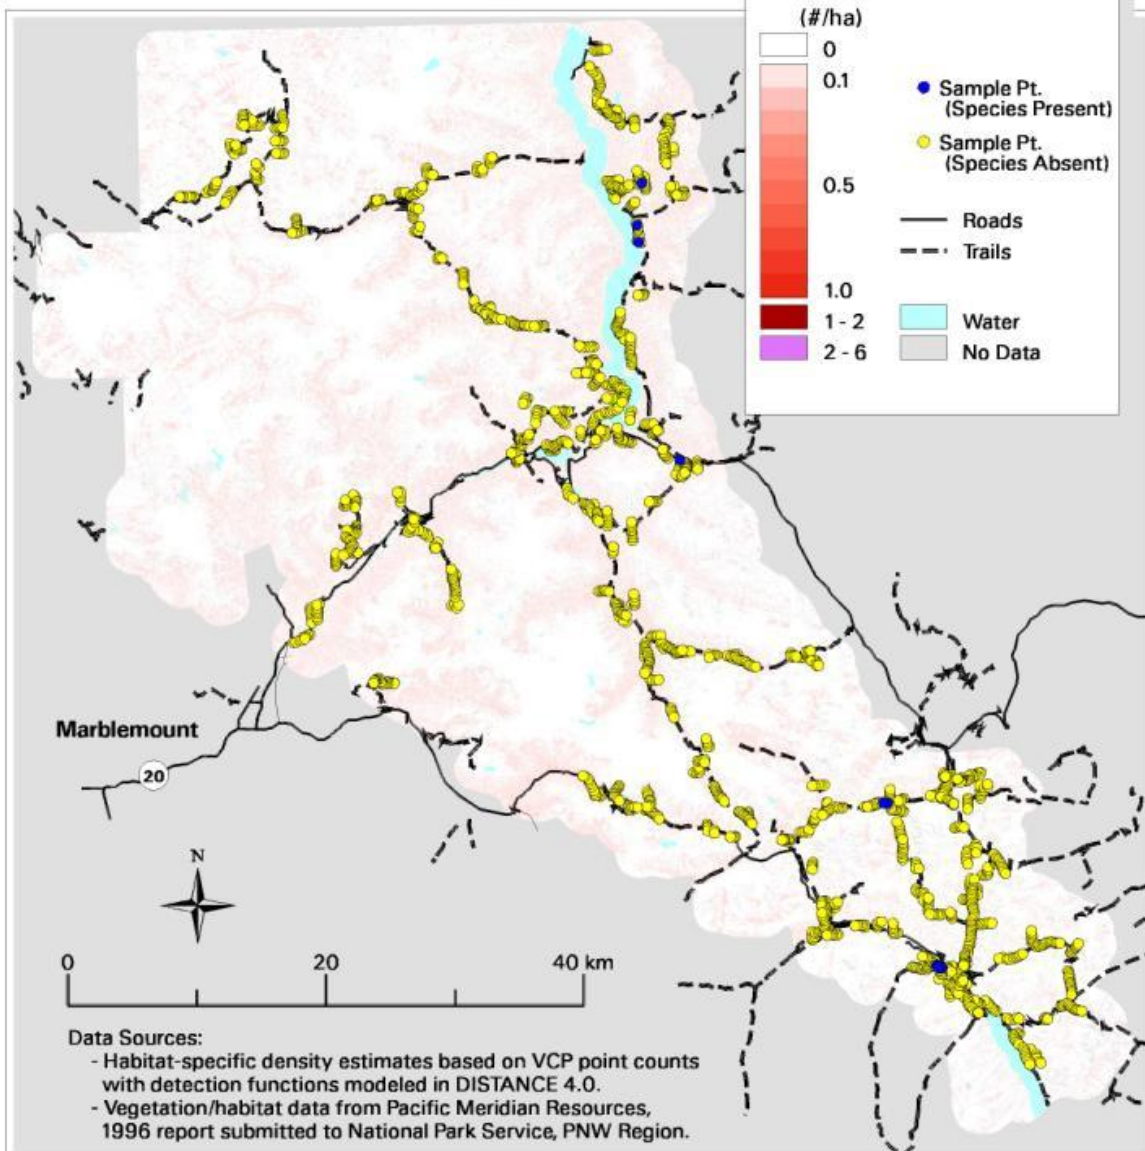 (#/ha)
0
0.1
0.5
1.0
1 - 2
2 - 6
Sample Pt.
(Species Present)
Sample Pt.
(Species Absent)
Roads
Trails
Water
No Data
Marblemount
20
N
0 20 40 km
Data Sources:
- Habitat-specific density estimates based on VCP point counts
with detection functions modeled in DISTANCE 4.0.
- Vegetation/habitat data from Pacific Meridian Resources,
1996 report submitted to National Park Service, PNW Region.